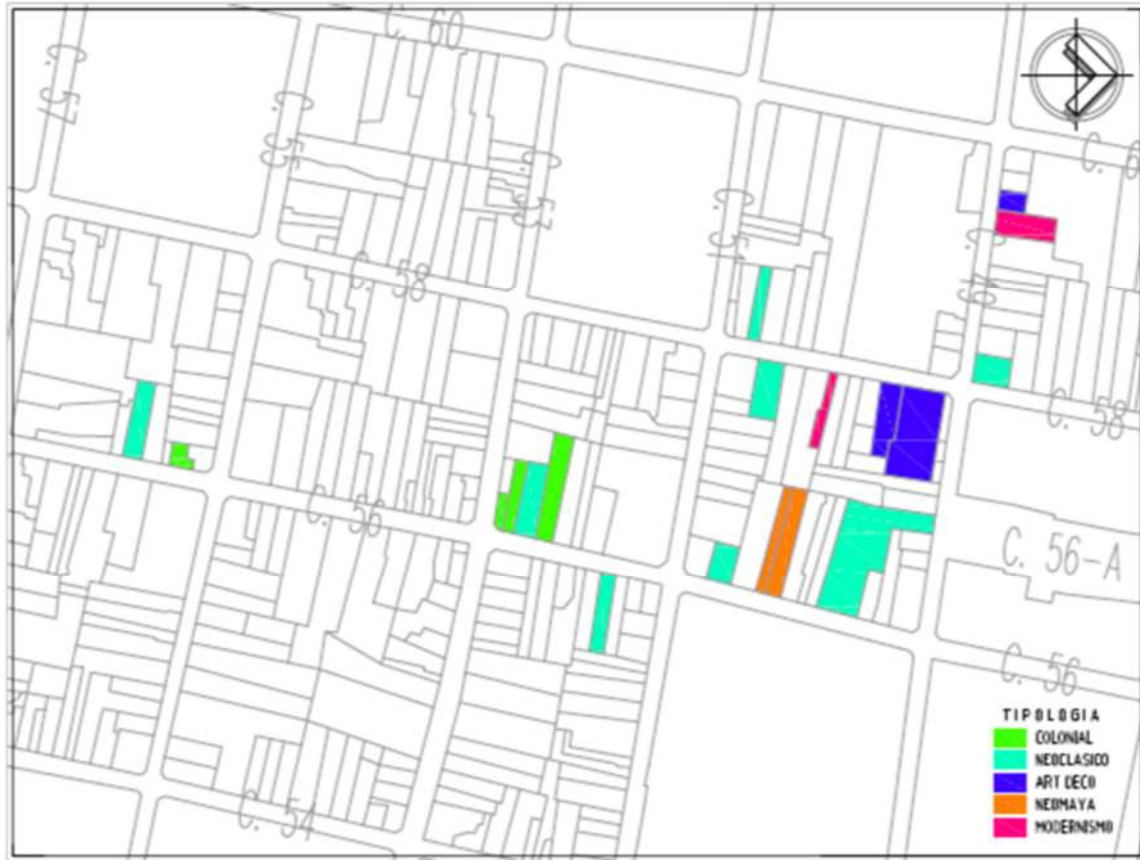 C. 60
C. 58
C. 58
C. 56
C. 56-A
C. 56
C. 54
TIPOLOGIA
COLONIAL
NEOCLASICO
ART DECO
NEOMAYA
MODERNISMO